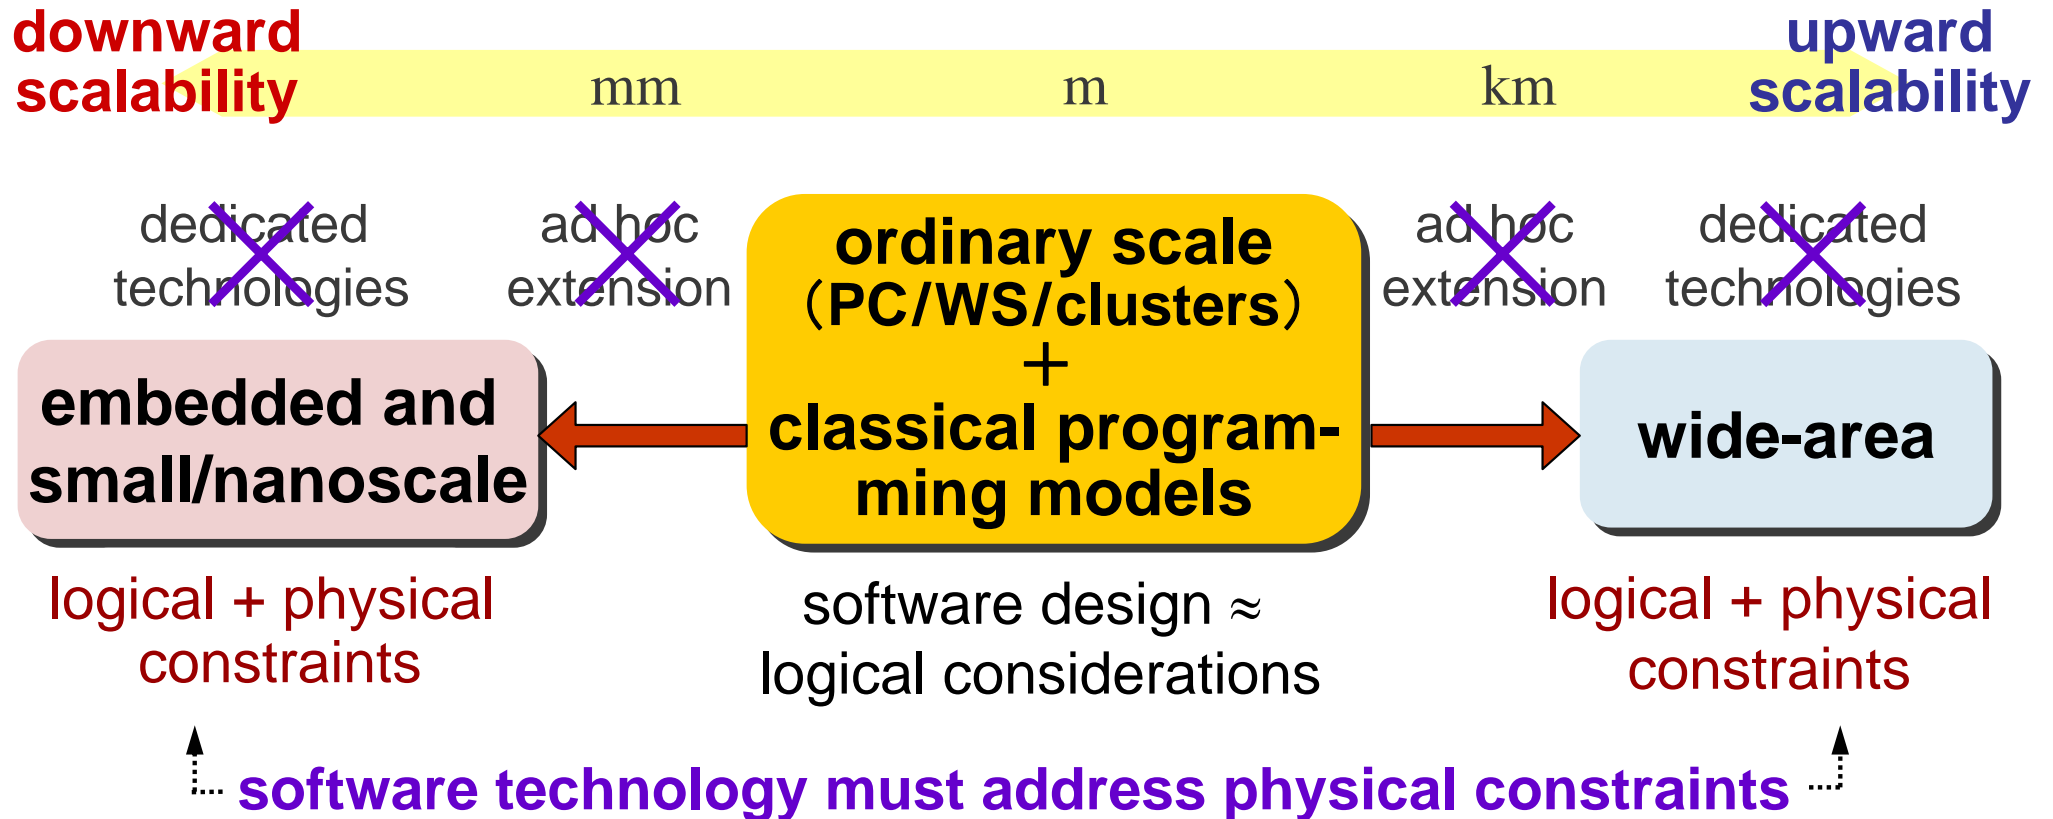 downward
scalability
mm
m
km
upward
scalability
dedicated
technologies
ad hoc
extension
ordinary scale
（PC/WS/clusters）
+
classical program-
ming models
ad hoc
extension
dedicated
technologies
embedded and
small/nanoscale
wide-area
logical + physical
constraints
software design ≈
logical considerations
logical + physical
constraints
software technology must address physical constraints